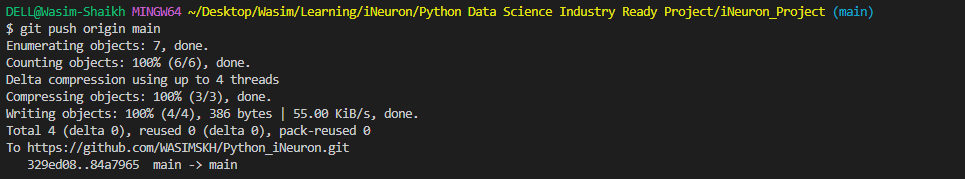 DELL@Wasim-Shaikh MINGW64 ~/Desktop/Wasim/Learning/iNeuron/Python Data Science Industry Ready Project/iNeuron_Project (main)
$ git push origin main
Enumerating objects: 7, done.
Counting objects: 100% (6/6), done.
Delta compression using up to 4 threads
Compressing objects: 100% (3/3), done.
Writing objects: 100% (4/4), 386 bytes | 55.00 KiB/s, done.
Total 4 (delta 0), reused 0 (delta 0), pack-reused 0
To https://github.com/WASIMSKH/Python_iNeuron.git
   329ed08..84a7965  main -> main